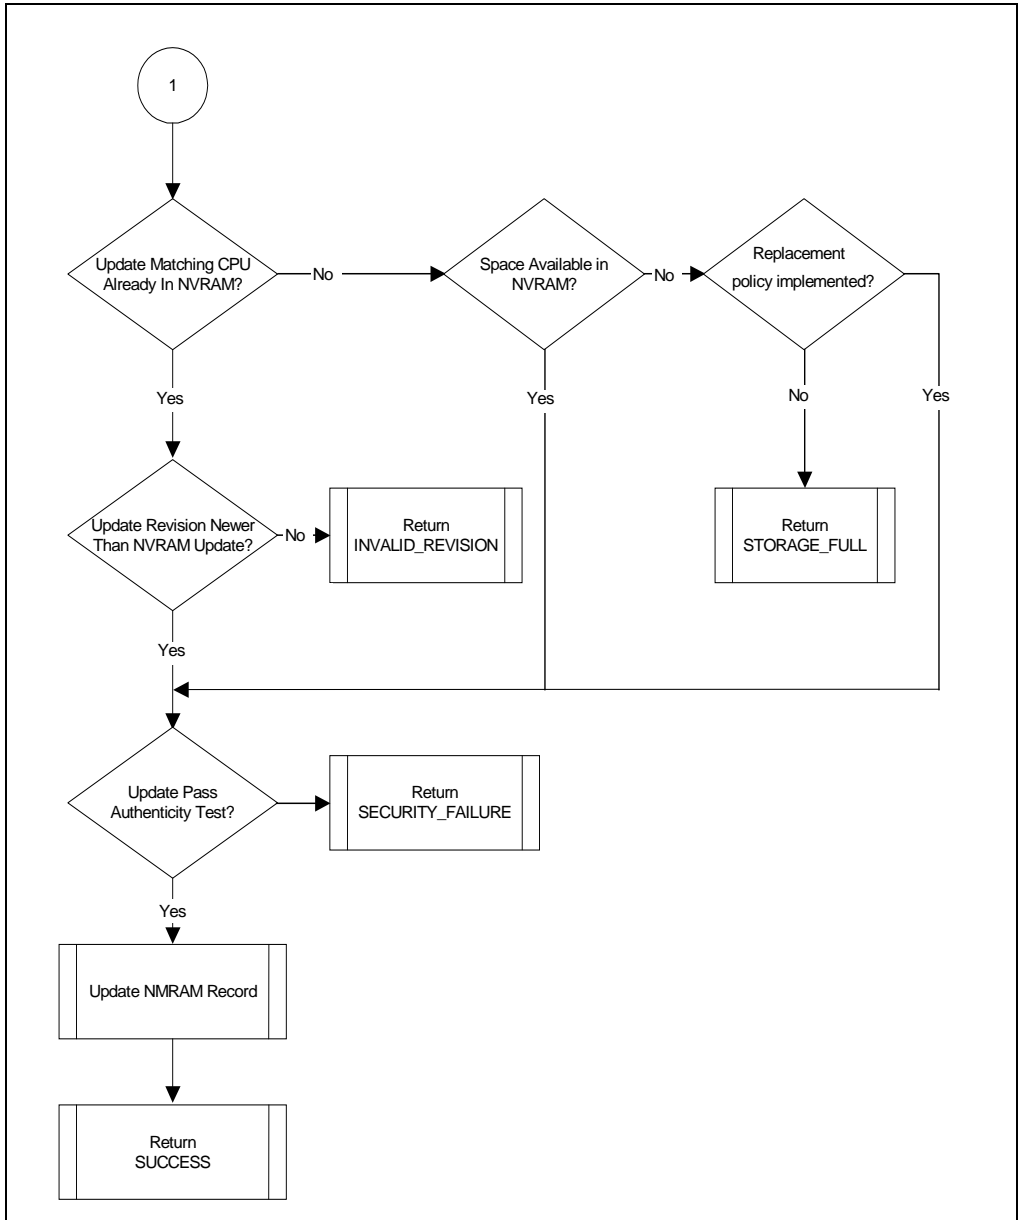 1
Update Matching CPU
Already In NVRAM?
No
Space Available in
NVRAM?
No
Replacement
policy implemented?
Yes
Yes
No
Yes
Update Revision Newer
Than NVRAM Update?
No
Return
INVALID_REVISION
Return
STORAGE_FULL
Yes
Update Pass
Authenticity Test?
Return
SECURITY_FAILURE
Yes
Update NMRAM Record
Return
SUCCESS